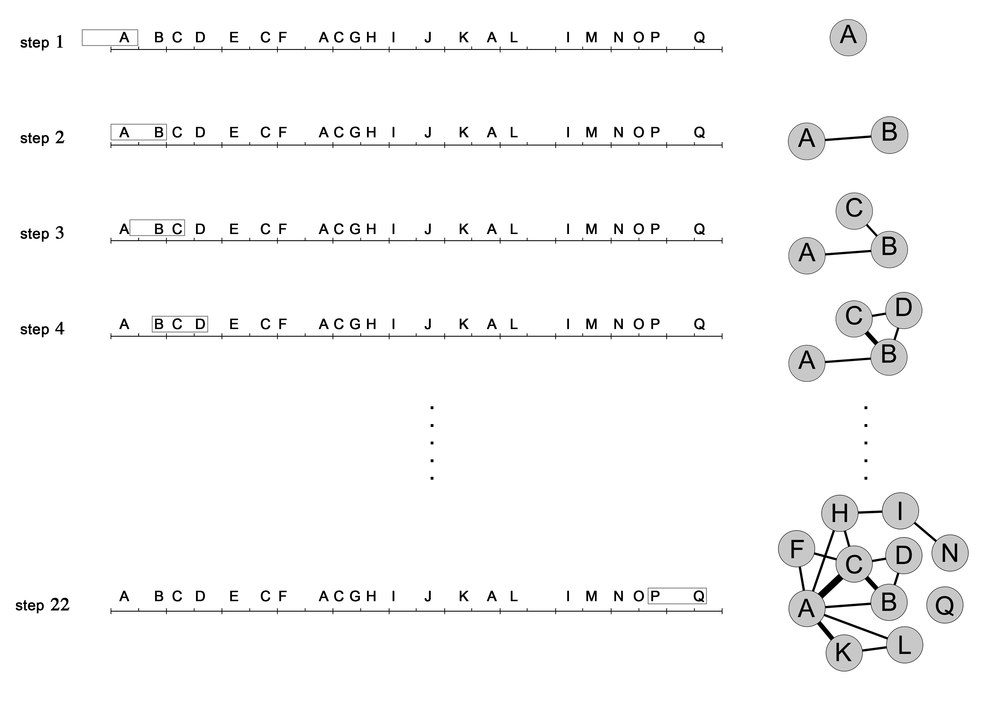 step 1 A B C D E C F A C G H I J K A L I M N O P Q
A
step 2 A B C D E C F A C G H I J K A L I M N O P Q
A B
step 3 A B C D E C F A C G H I J K A L I M N O P Q
C
A B
step 4 A B C D E C F A C G H I J K A L I M N O P Q
C D
A B
H I
F C D N
step 22 A B C D E C F A C G H I J K A L I M N O P Q
A B Q
K L